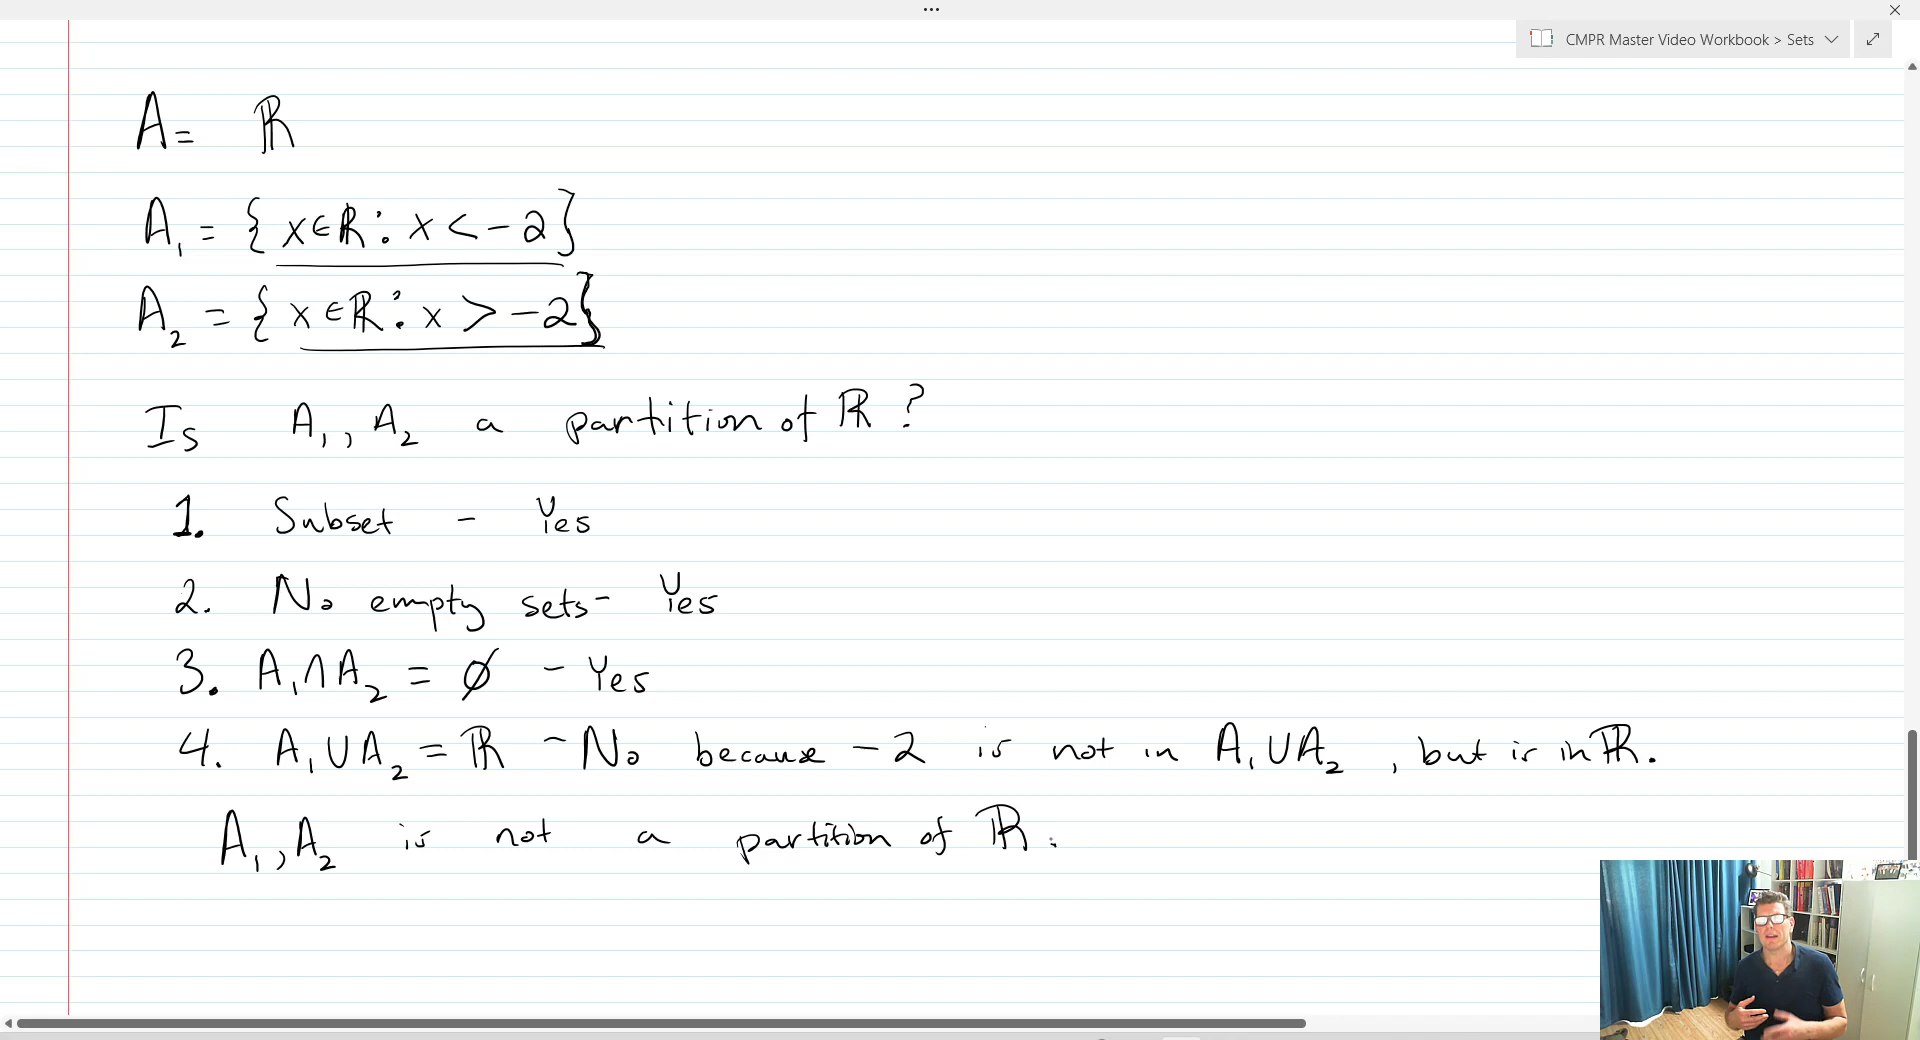 CMPR Master Video Workbook > Sets
A = ℝ
A₁ = { x∈ℝ : x < -2 }
A₂ = { x∈ℝ : x > -2 }
Is A₁, A₂ a partition of ℝ ?
1. Subset - Yes
2. No empty sets - Yes
3. A₁∩A₂ = ∅ - Yes
4. A₁∪A₂ = ℝ - No because -2 is not in A₁∪A₂, but is in ℝ.
A₁, A₂ is not a partition of ℝ.